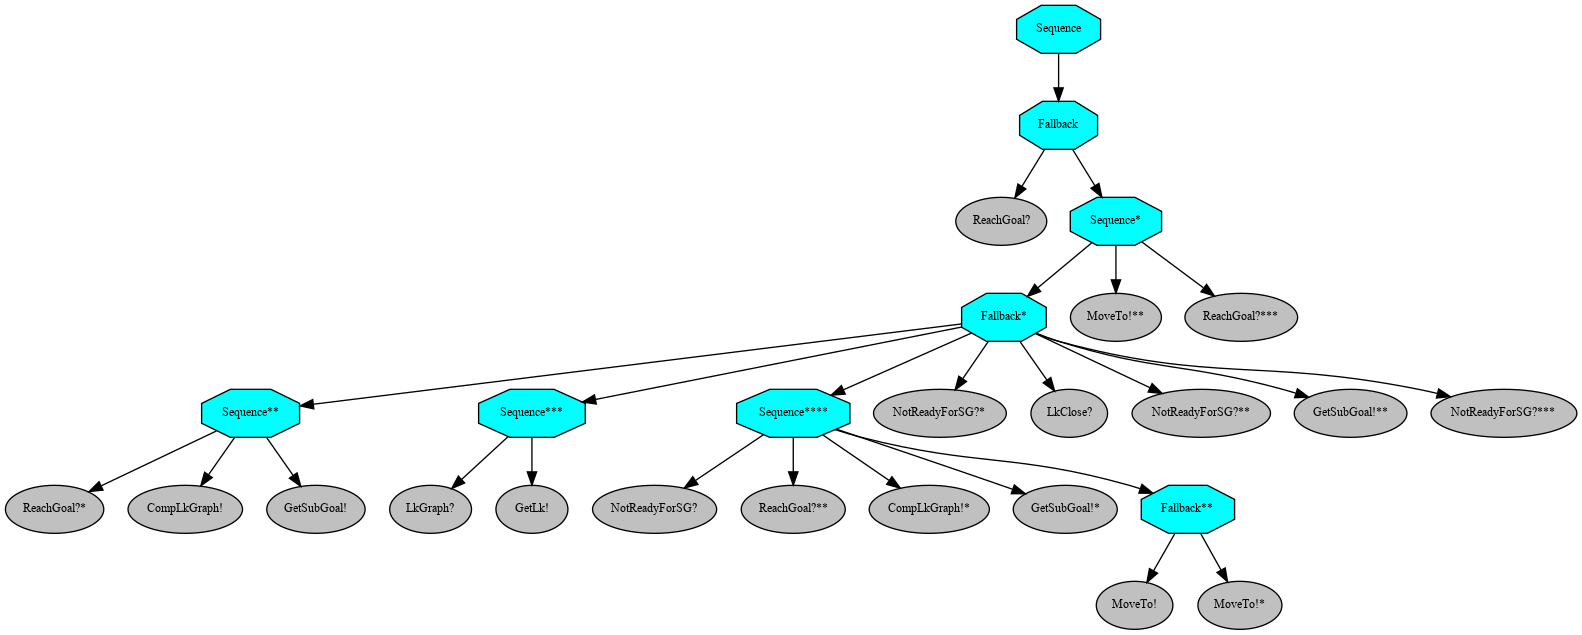 Sequence
Fallback
ReachGoal?
Sequence*
Fallback*
MoveTo!**
ReachGoal?***
Sequence**
Sequence***
Sequence****
NotReadyForSG?*
LkClose?
NotReadyForSG?**
GetSubGoal!**
NotReadyForSG?***
ReachGoal?*
CompLkGraph!
GetSubGoal!
LkGraph?
GetLk!
NotReadyForSG?
ReachGoal?**
CompLkGraph!*
GetSubGoal!*
Fallback**
MoveTo!
MoveTo!*